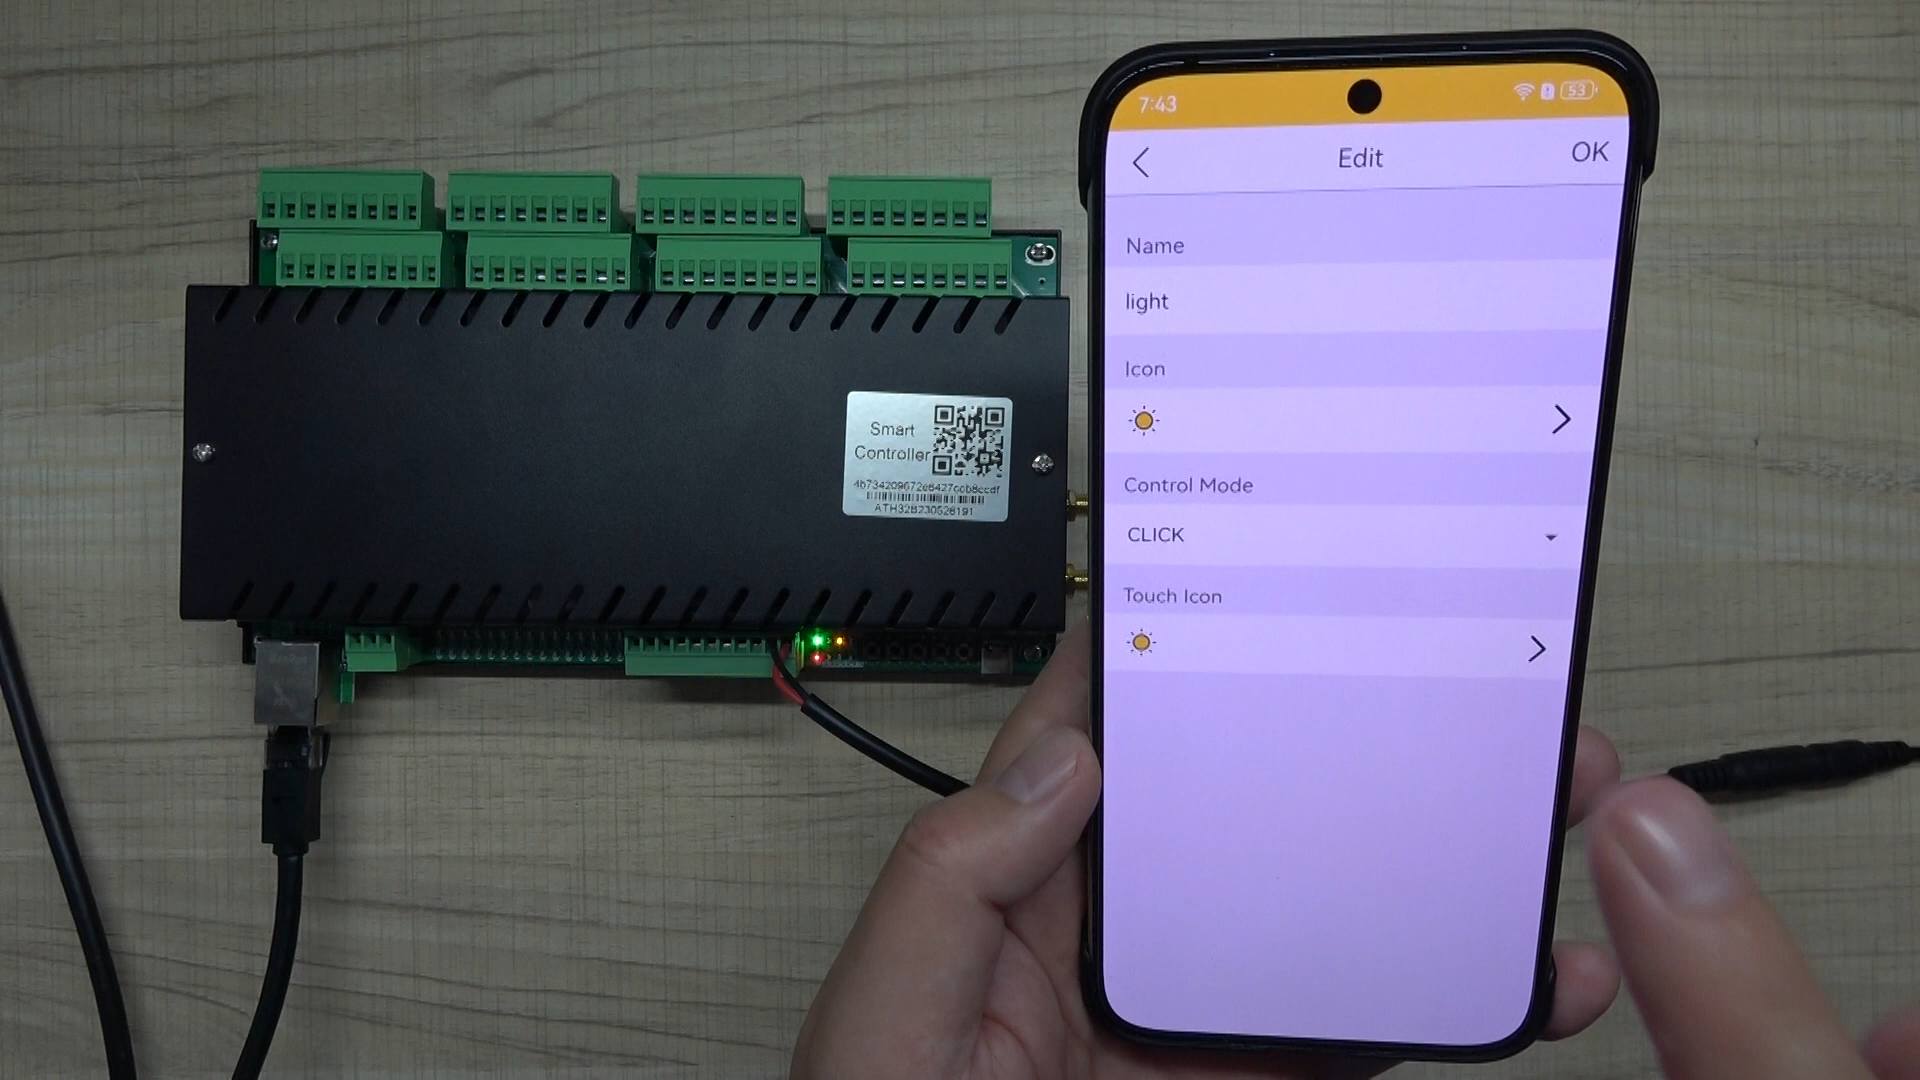 Smart
Controller
ATH32B230526191
7:43
53
Edit
OK
Name
light
Icon
Control Mode
CLICK
Touch Icon